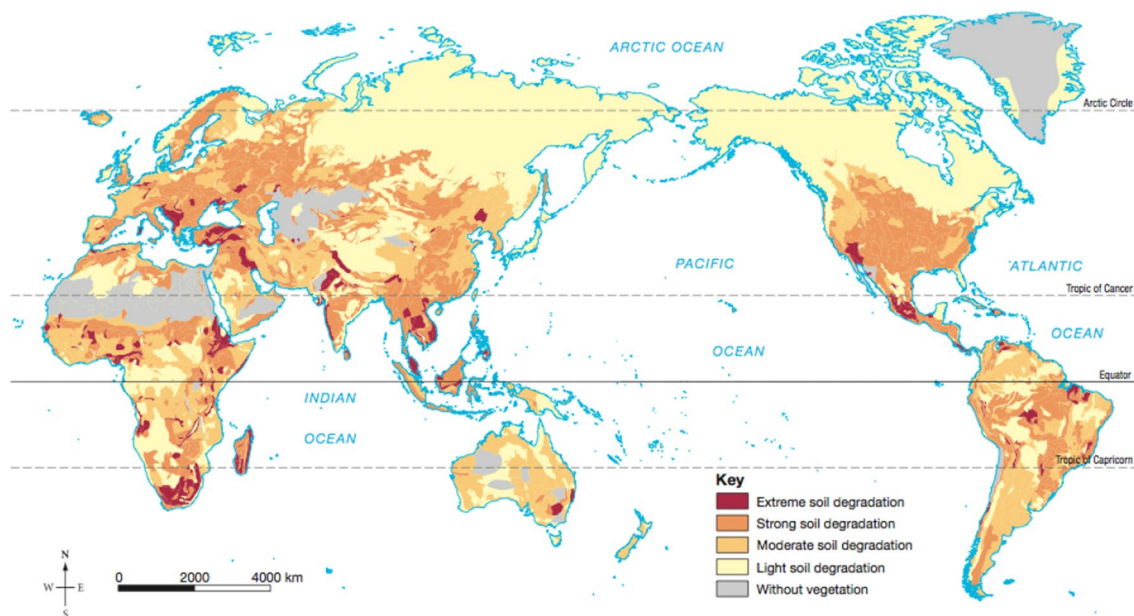 ARCTIC OCEAN
Arctic Circle
PACIFIC
ATLANTIC
Tropic of Cancer
OCEAN
OCEAN
Equator
INDIAN
OCEAN
Tropic of Capricorn
Key
Extreme soil degradation
Strong soil degradation
Moderate soil degradation
Light soil degradation
Without vegetation
N
W E
S
0 2000 4000 km